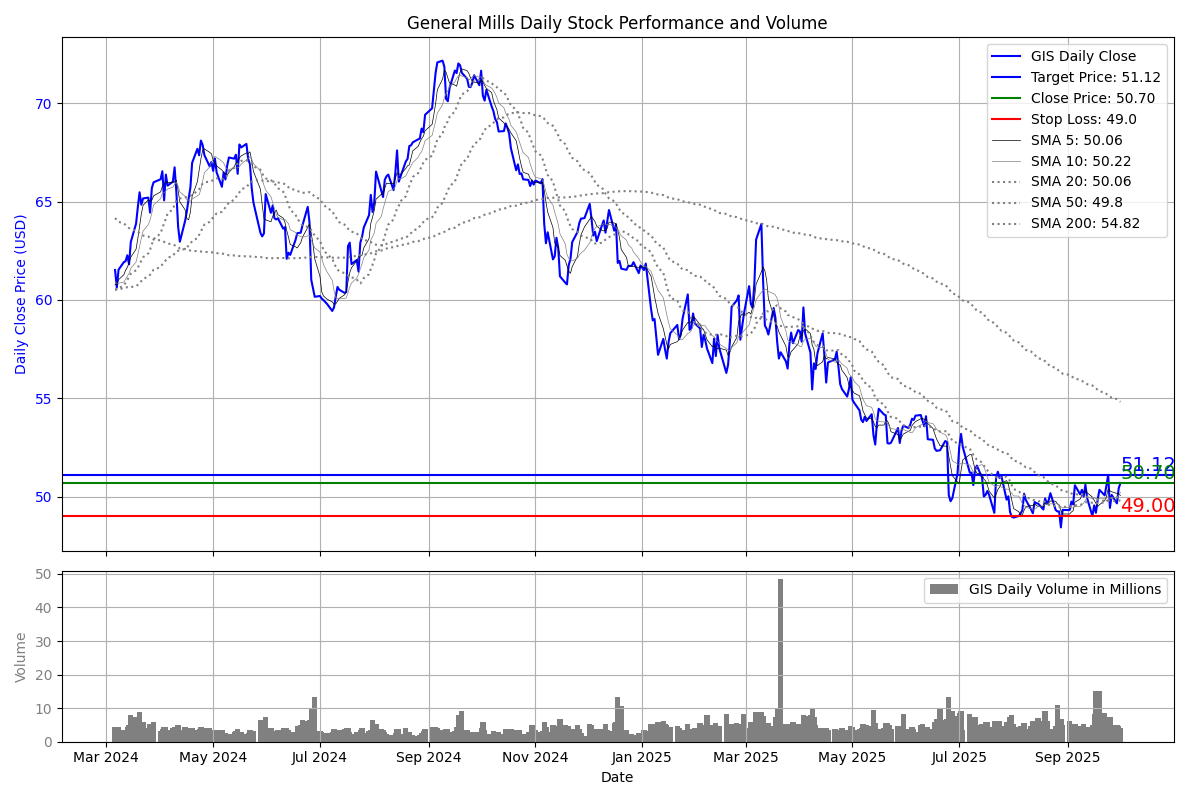 General Mills Daily Stock Performance and Volume
Daily Close Price (USD)
70
65
60
55
50
GIS Daily Close
Target Price: 51.12
Close Price: 50.70
Stop Loss: 49.0
SMA 5: 50.06
SMA 10: 50.22
SMA 20: 50.06
SMA 50: 49.8
SMA 200: 54.82
51.12
50.70
49.00
Volume
50
40
30
20
10
0
GIS Daily Volume in Millions
Mar 2024 May 2024 Jul 2024 Sep 2024 Nov 2024 Jan 2025 Mar 2025 May 2025 Jul 2025 Sep 2025
Date